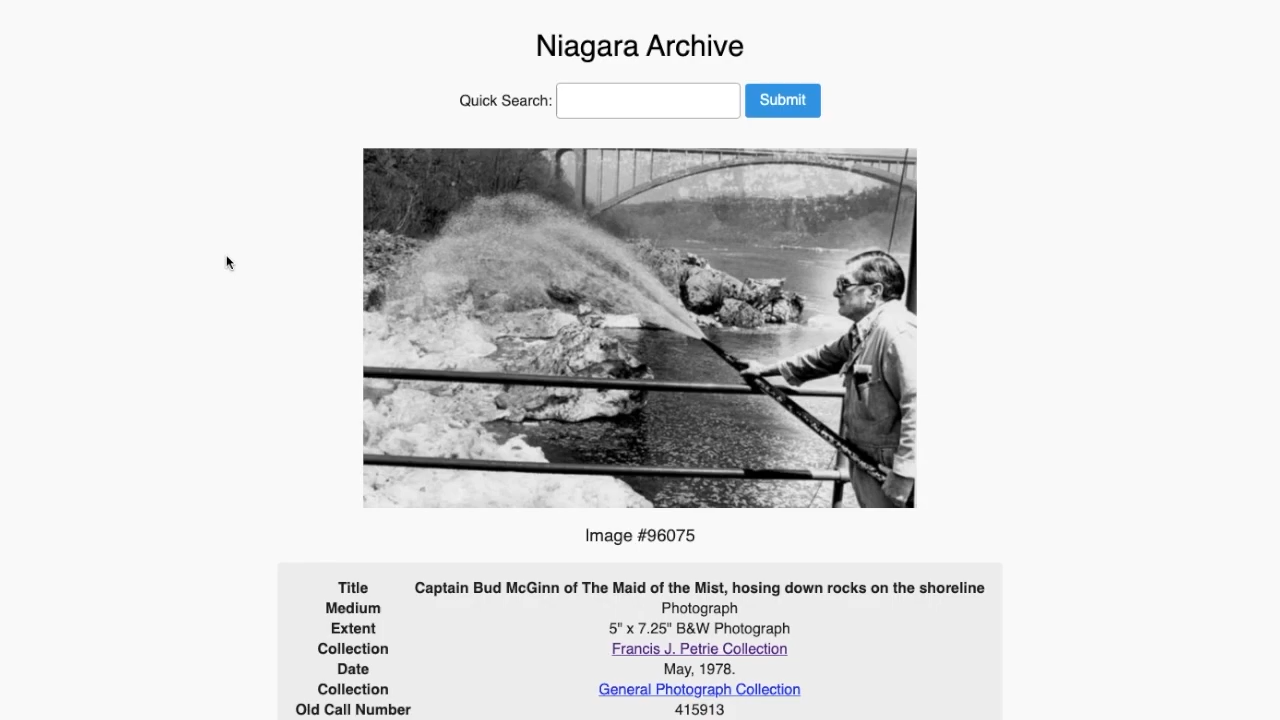 Niagara Archive
Quick Search: Submit
Image #96075
Title Captain Bud McGinn of The Maid of the Mist, hosing down rocks on the shoreline
Medium Photograph
Extent 5" x 7.25" B&W Photograph
Collection Francis J. Petrie Collection
Date May, 1978.
Collection General Photograph Collection
Old Call Number 415913